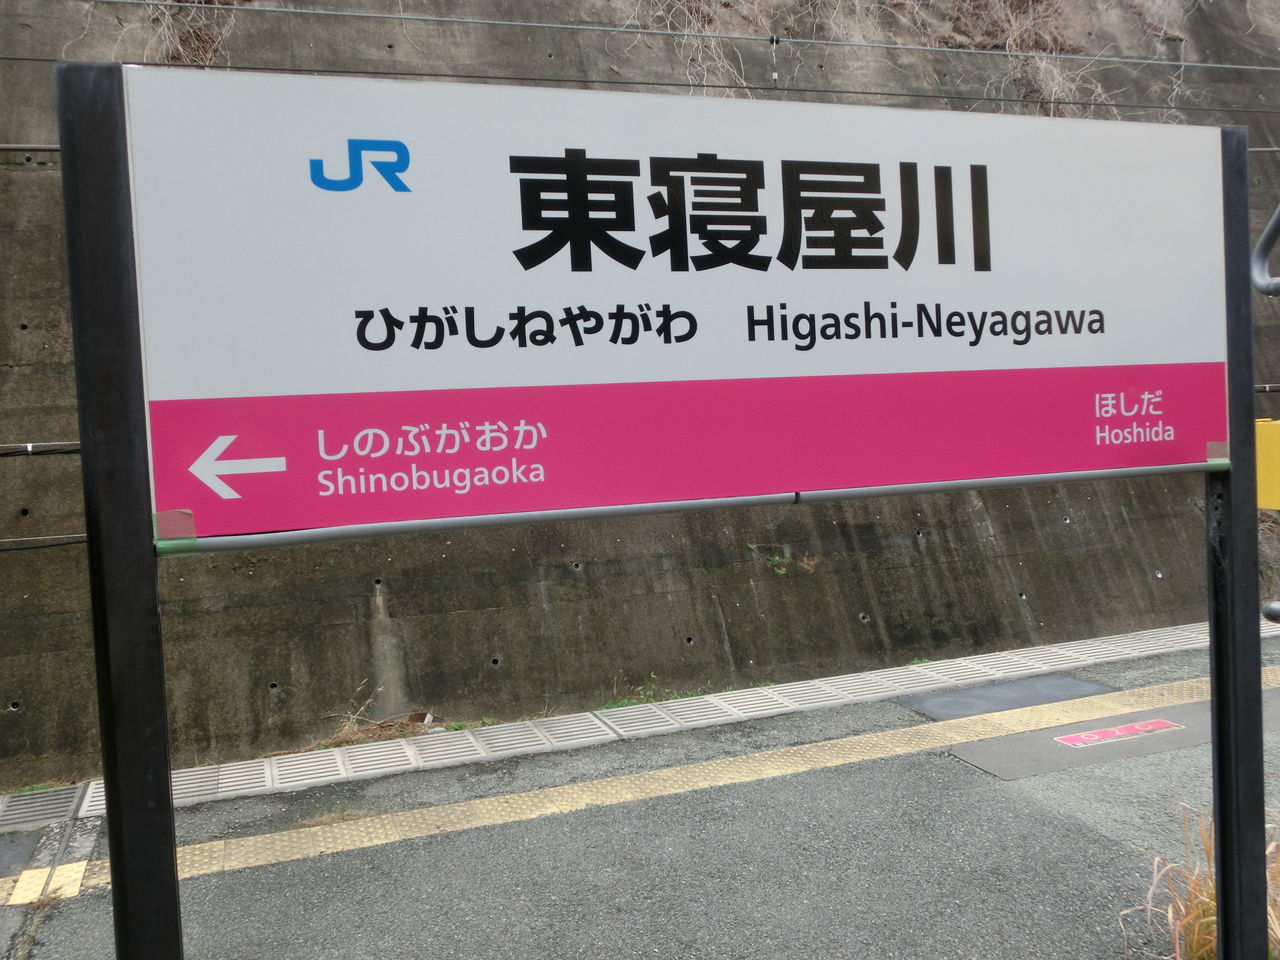 JR
東寝屋川
ひがしねやがわ Higashi-Neyagawa
しのぶがおか
Shinobugaoka
ほしだ
Hoshida